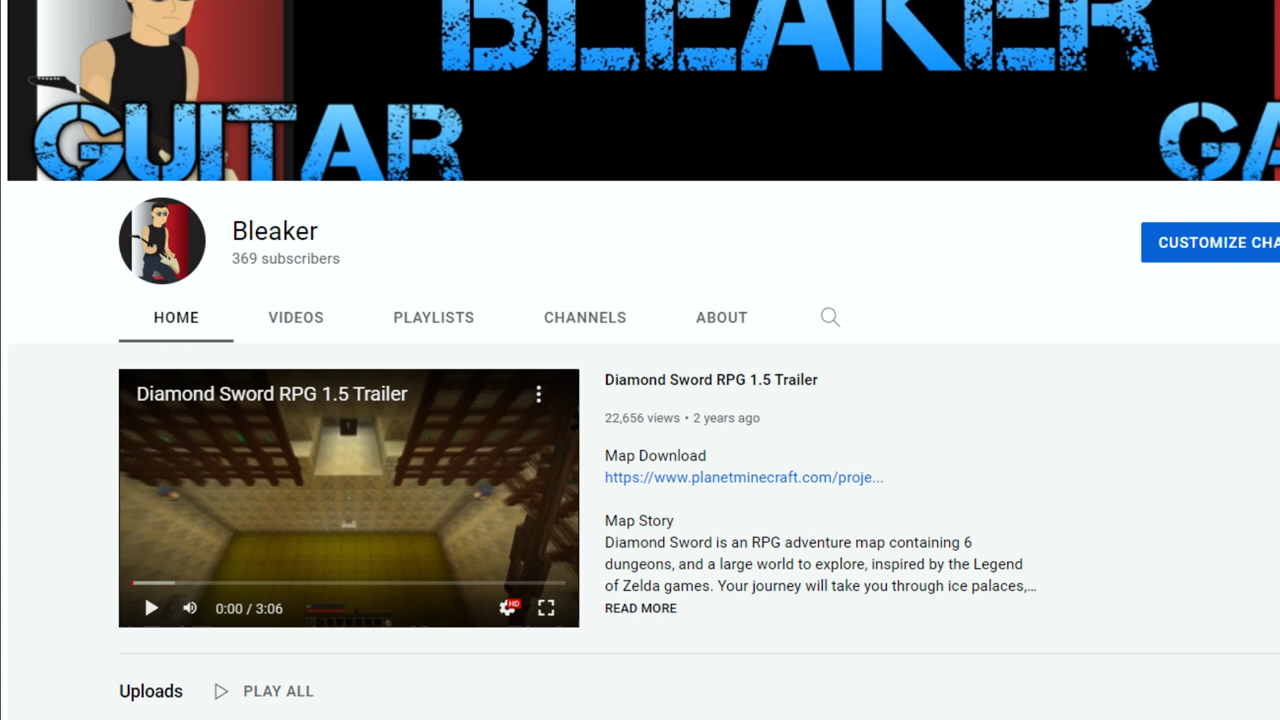 BLEAKER
GUITAR
GA
Bleaker
369 subscribers
CUSTOMIZE CHA
HOME VIDEOS PLAYLISTS CHANNELS ABOUT
Diamond Sword RPG 1.5 Trailer
0:00 / 3:06
HD
Diamond Sword RPG 1.5 Trailer
22,656 views • 2 years ago
Map Download
https://www.planetminecraft.com/proje...
Map Story
Diamond Sword is an RPG adventure map containing 6
dungeons, and a large world to explore, inspired by the Legend
of Zelda games. Your journey will take you through ice palaces,...
READ MORE
Uploads PLAY ALL